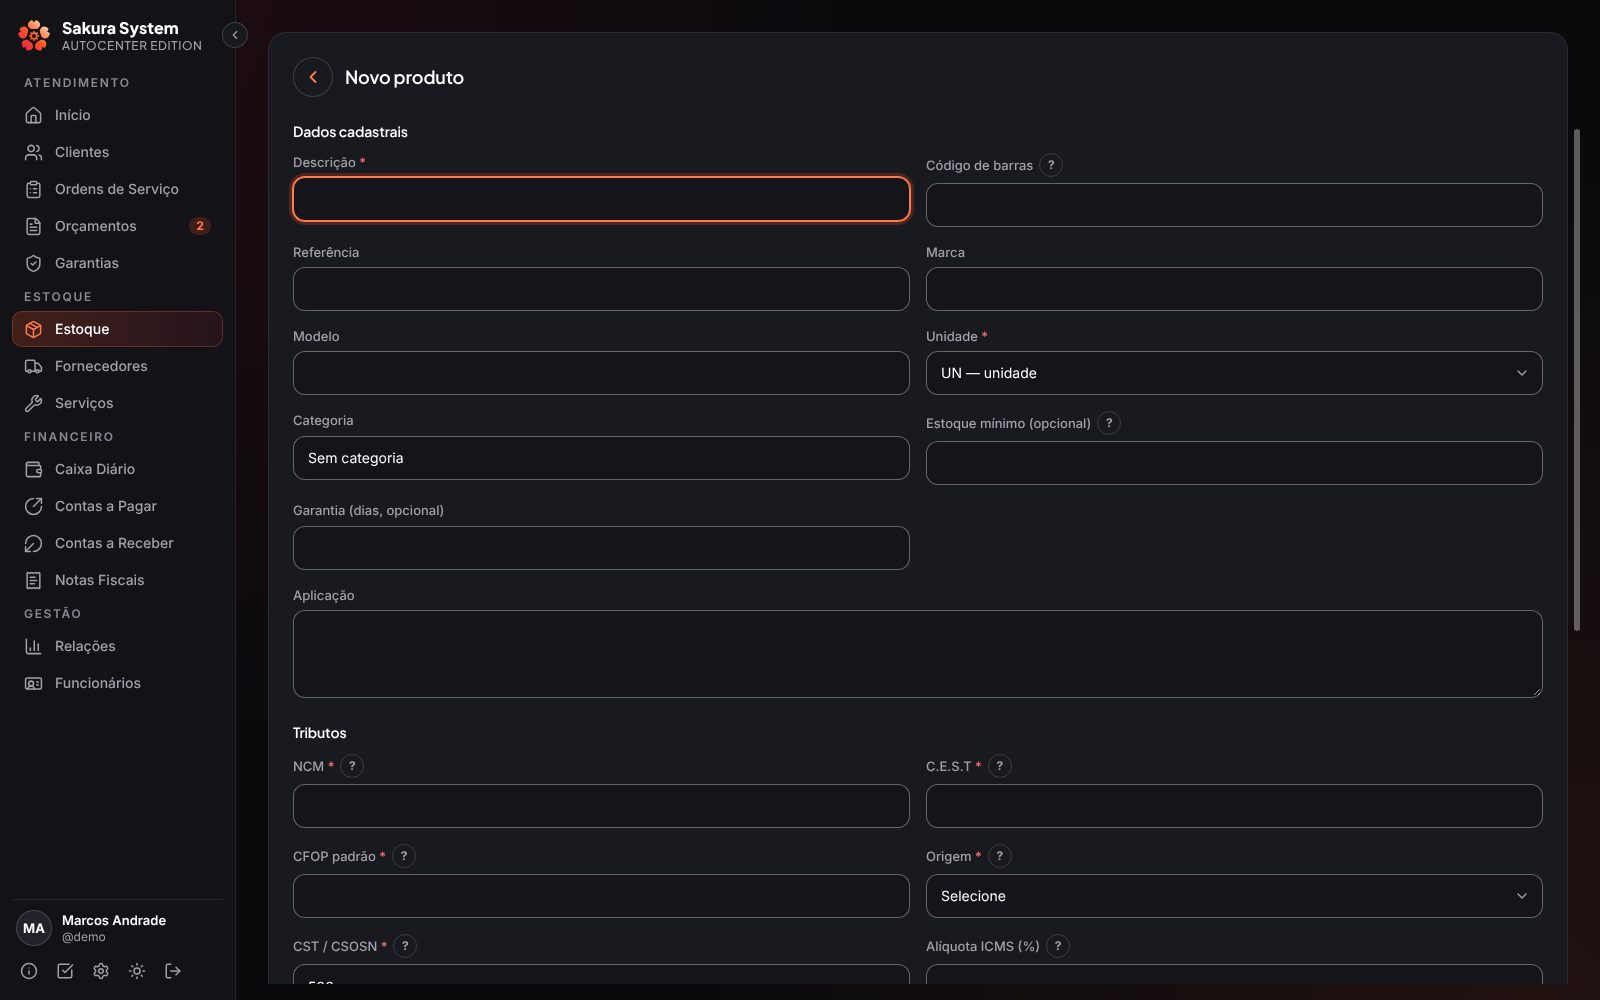 Sakura System
AUTOCENTER EDITION
ATENDIMENTO
Início
Clientes
Ordens de Serviço
Orçamentos 2
Garantias
ESTOQUE
Estoque
Fornecedores
Serviços
FINANCEIRO
Caixa Diário
Contas a Pagar
Contas a Receber
Notas Fiscais
GESTÃO
Relações
Funcionários
MA
Marcos Andrade
@demo
Novo produto
Dados cadastrais
Descrição *
Código de barras ?
Referência
Marca
Modelo
Unidade *
UN — unidade
Categoria
Sem categoria
Estoque mínimo (opcional) ?
Garantia (dias, opcional)
Aplicação
Tributos
NCM * ?
C.E.S.T * ?
CFOP padrão * ?
Origem * ?
Selecione
CST / CSOSN * ?
Alíquota ICMS (%) ?